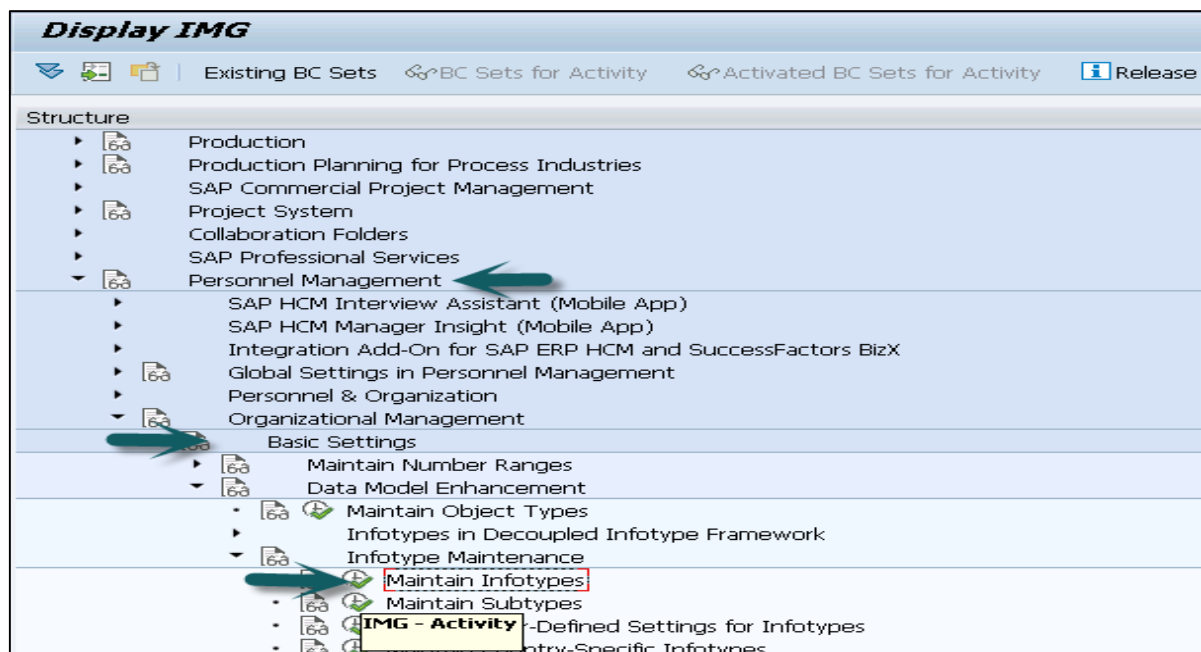 Display IMG
Existing BC Sets BC Sets for Activity Activated BC Sets for Activity Release
Structure
Production
Production Planning for Process Industries
SAP Commercial Project Management
Project System
Collaboration Folders
SAP Professional Services
Personnel Management
SAP HCM Interview Assistant (Mobile App)
SAP HCM Manager Insight (Mobile App)
Integration Add-On for SAP ERP HCM and SuccessFactors BizX
Global Settings in Personnel Management
Personnel & Organization
Organizational Management
Basic Settings
Maintain Number Ranges
Data Model Enhancement
Maintain Object Types
Infotypes in Decoupled Infotype Framework
Infotype Maintenance
Maintain Infotypes
Maintain Subtypes
IMG - Activity -Defined Settings for Infotypes
Infotypes